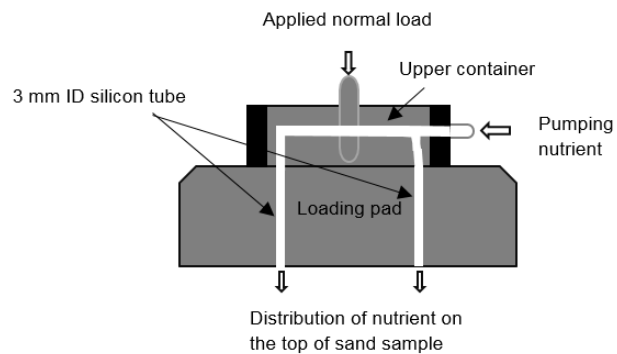 Applied normal load
Upper container
3 mm ID silicon tube
Pumping
nutrient
Loading pad
Distribution of nutrient on
the top of sand sample